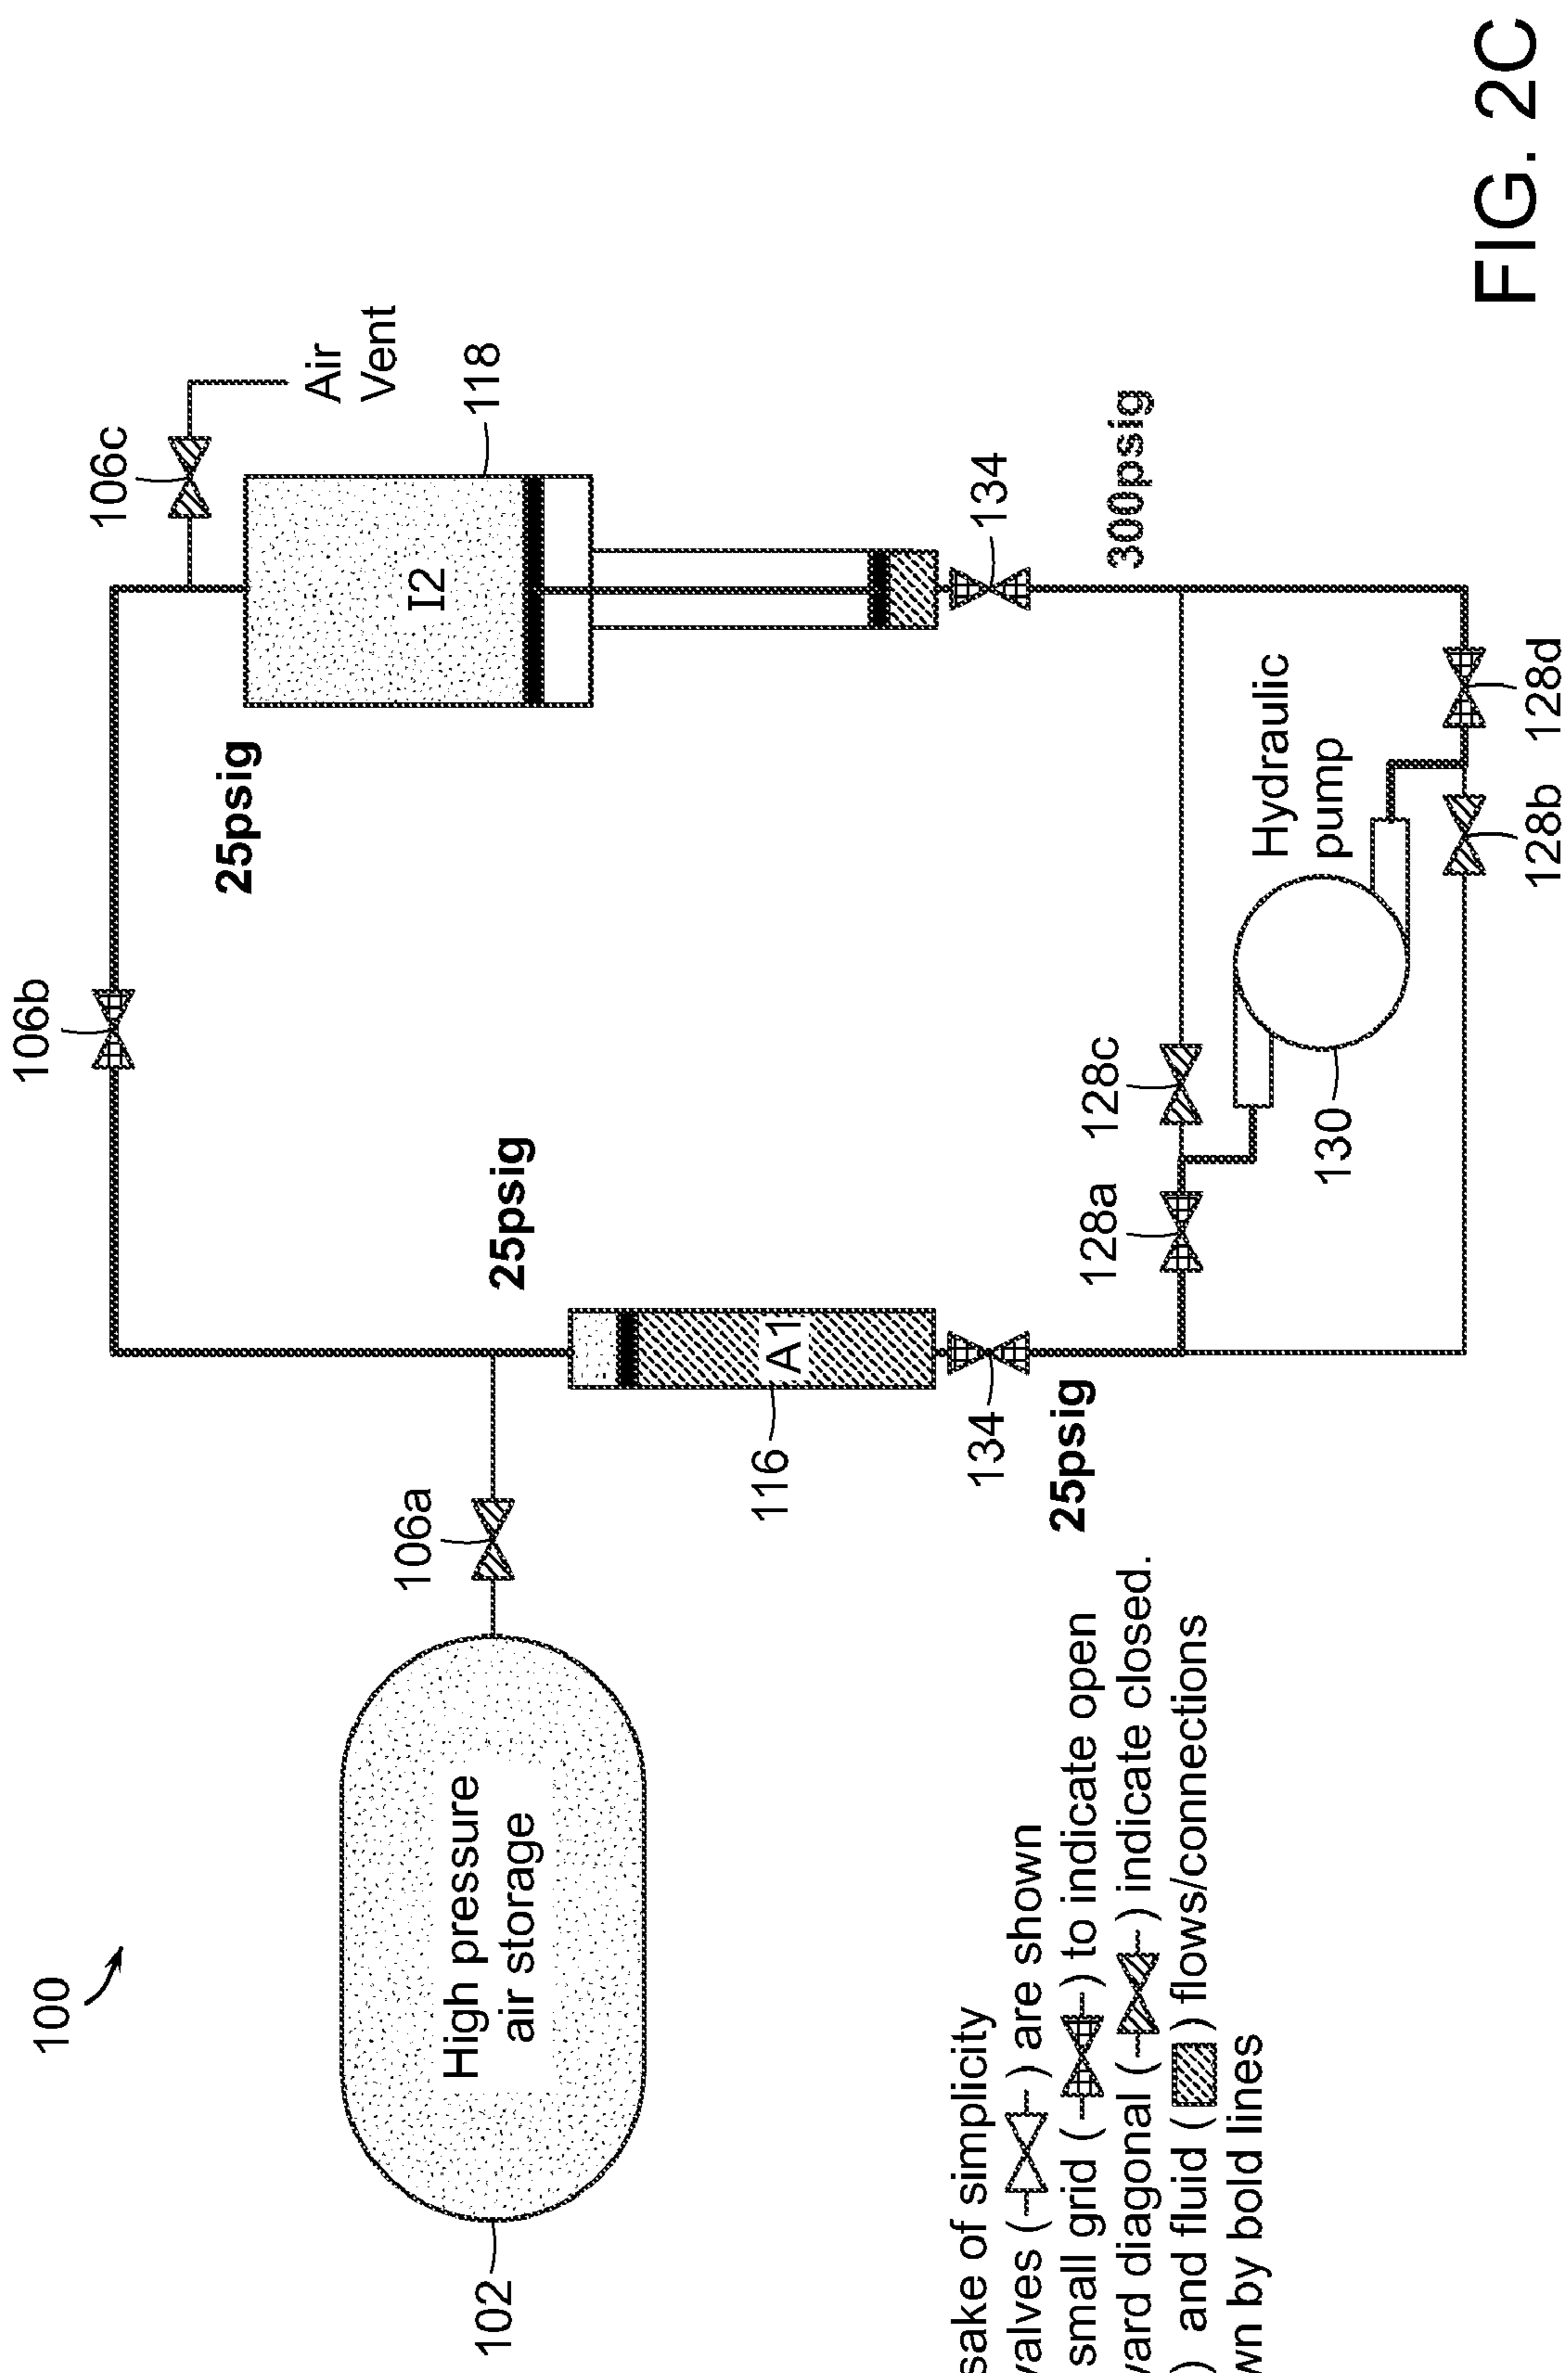 100
102
High pressure
air storage
106a
106b
106c
Air
Vent
25psig
118
I2
25psig
A1
116
134
25psig
134
300psig
128a
128c
Hydraulic
pump
130
128b
128d
sake of simplicity
valves ( ) are shown
small grid ( ) to indicate open
diagonal ( ) indicate closed.
) and fluid ( ) flows/connections
by bold lines
FIG. 2C